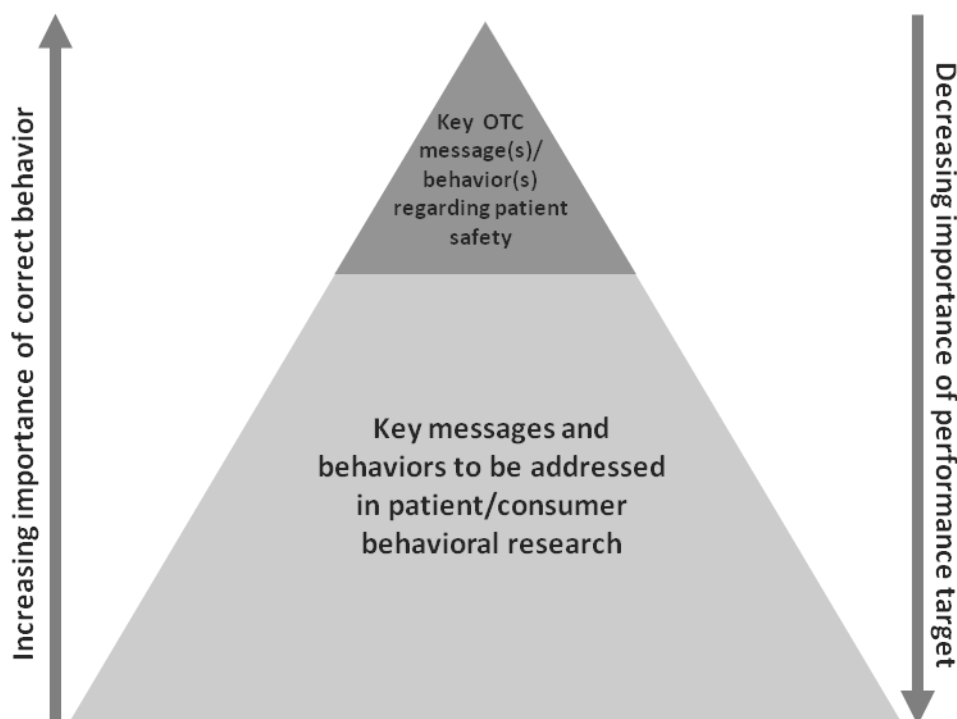 Increasing importance of correct behavior
Key OTC
message(s)/
behavior(s)
regarding patient
safety
Key messages and
behaviors to be addressed
in patient/consumer
behavioral research
Decreasing importance of performance target